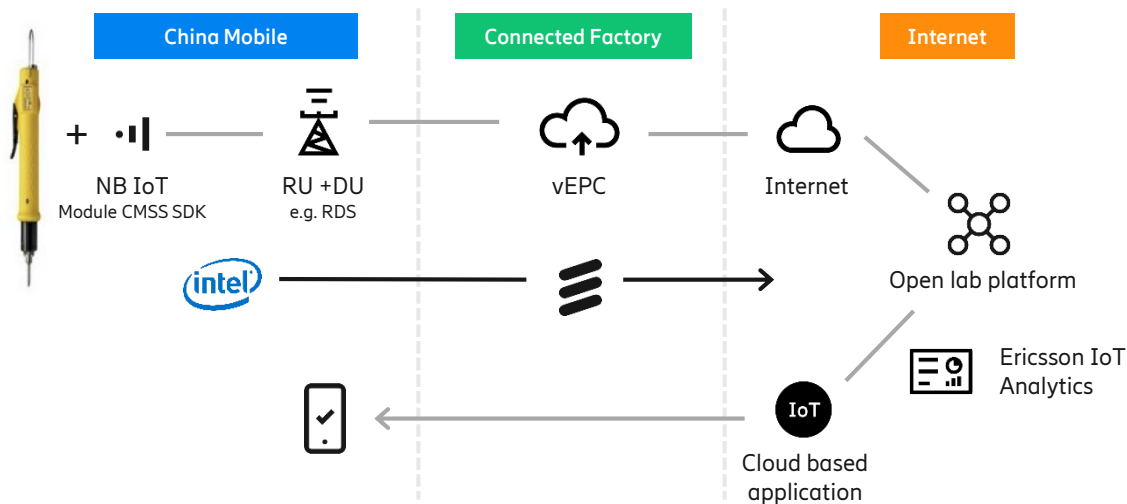 China Mobile
Connected Factory
Internet
+
NB IoT
Module CMSS SDK
RU +DU
e.g. RDS
vEPC
Internet
intel
Open lab platform
Ericsson IoT
Analytics
IoT
Cloud based
application